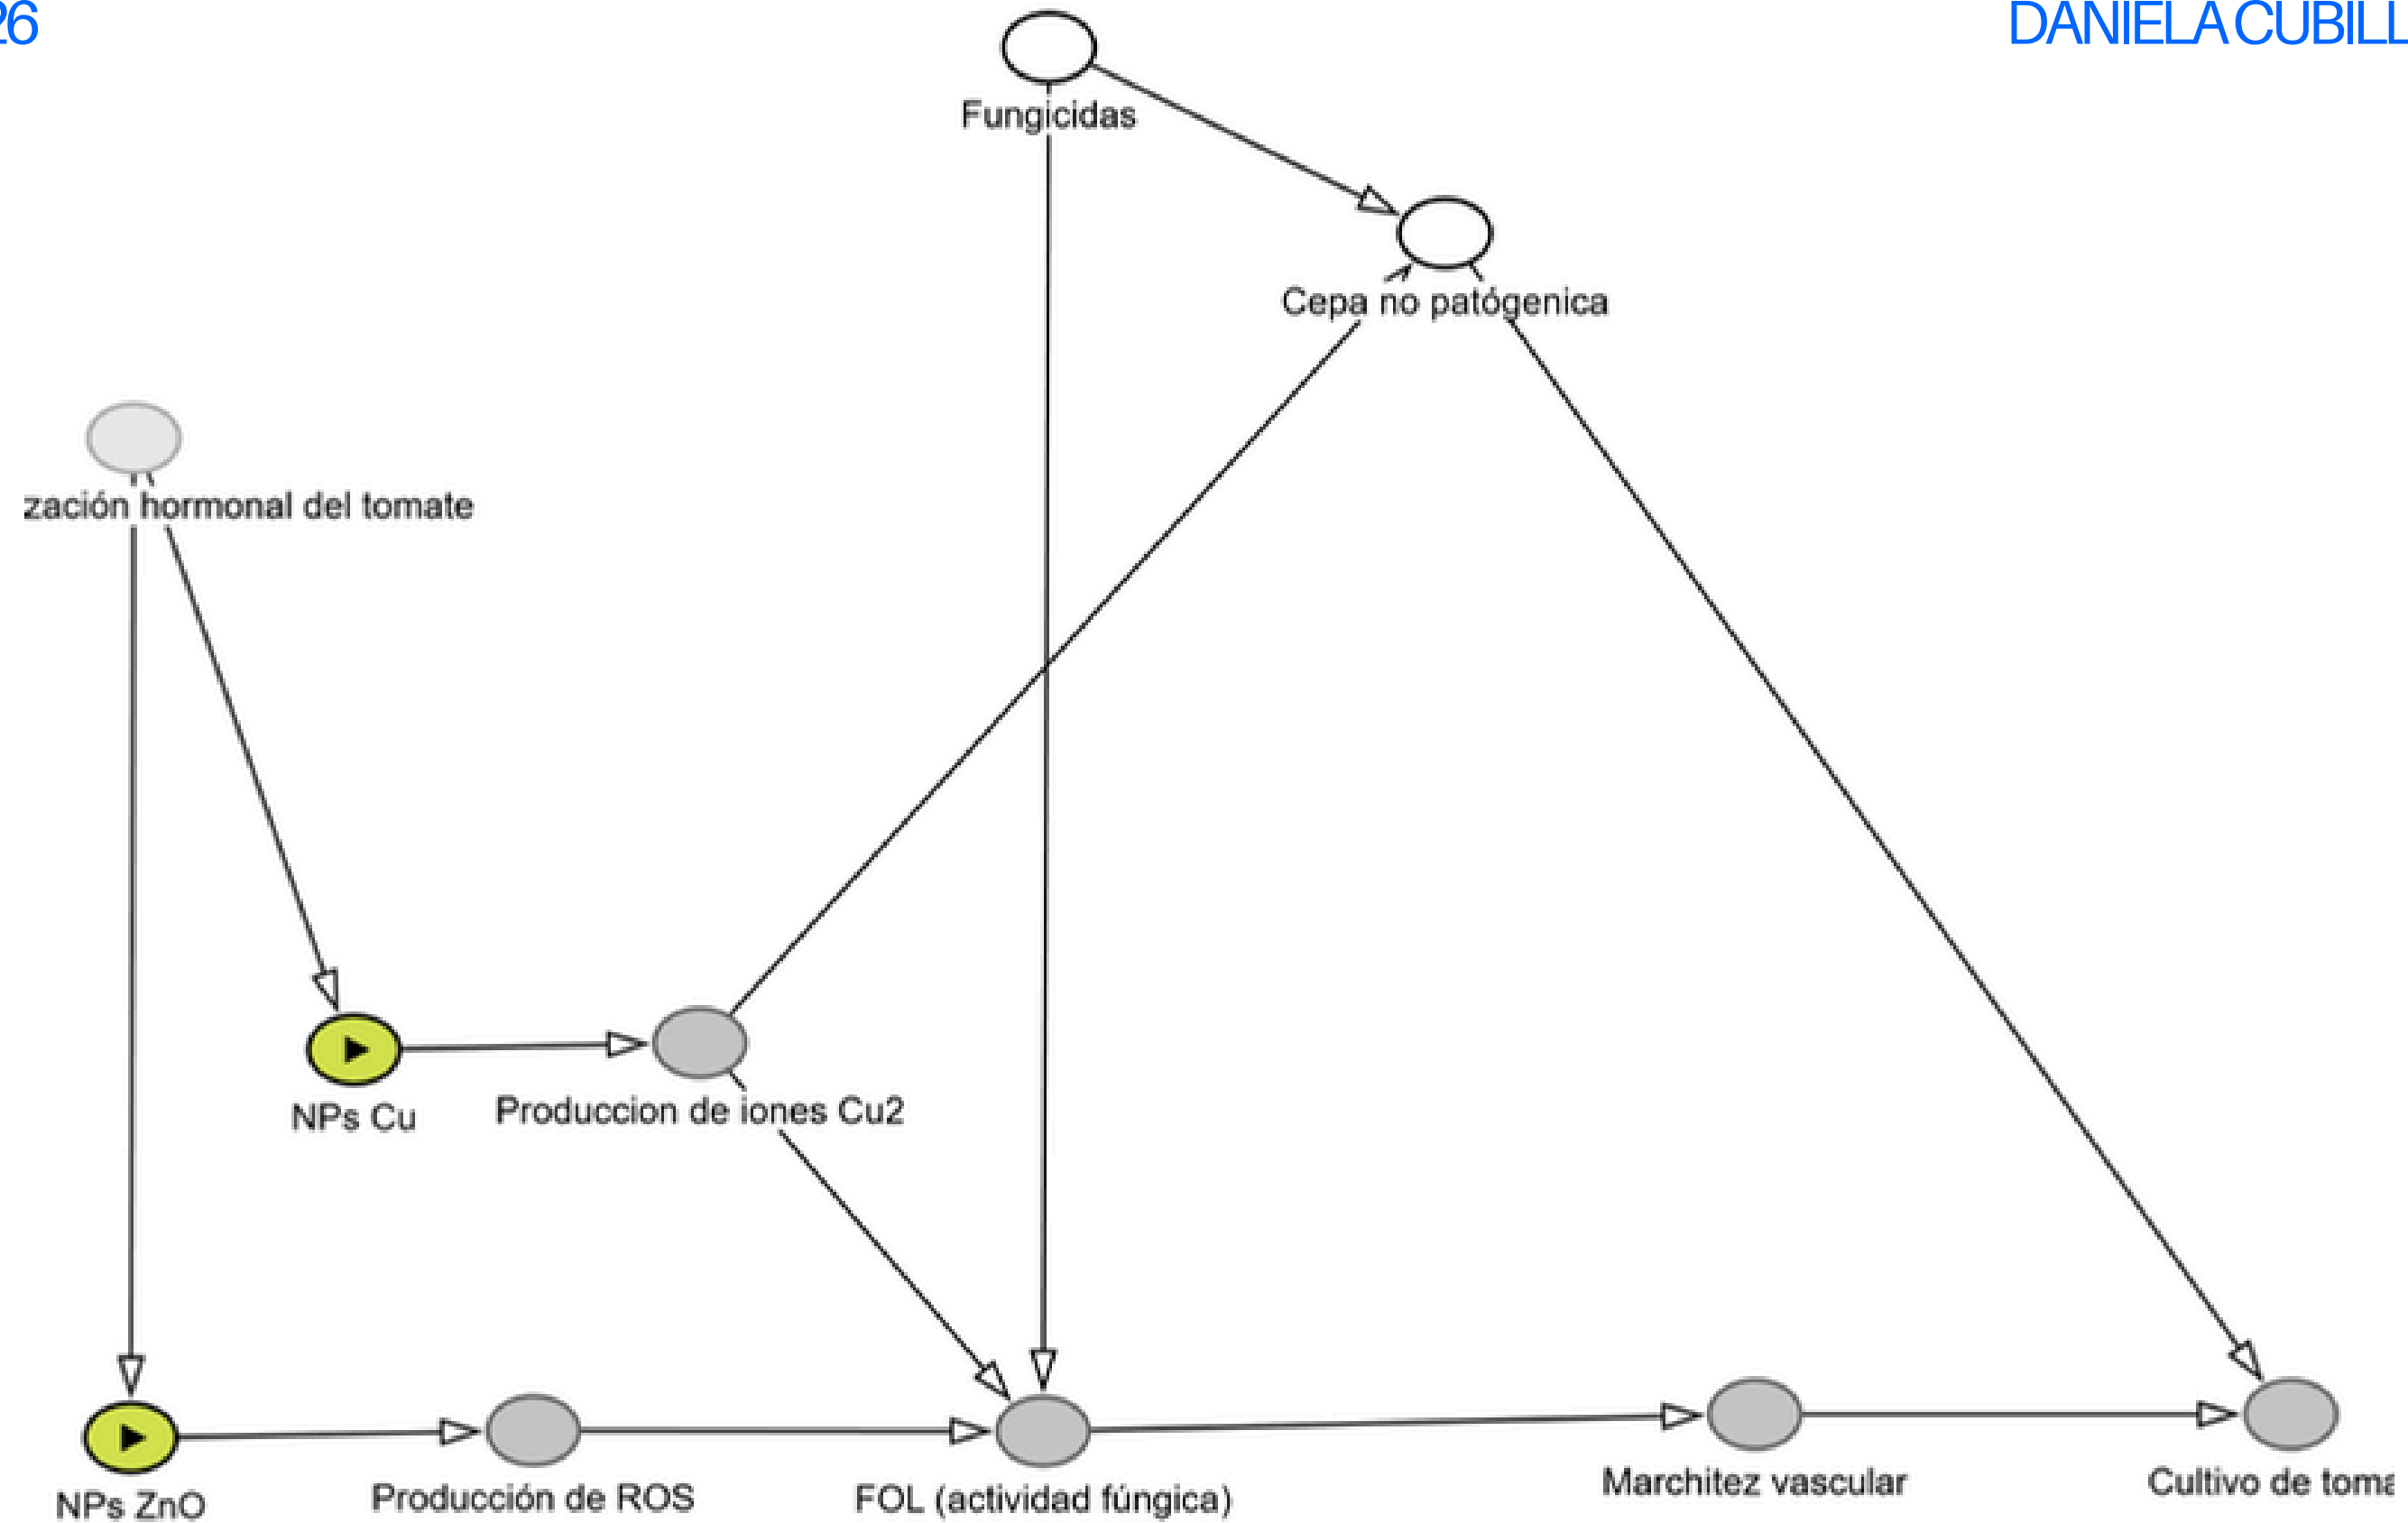 26
DANIELA CUBILL
Fungicidas
Cepa no patógenica
zación hormonal del tomate
NPs Cu
Produccion de iones Cu2
NPs ZnO
Producción de ROS
FOL (actividad fúngica)
Marchitez vascular
Cultivo de toma